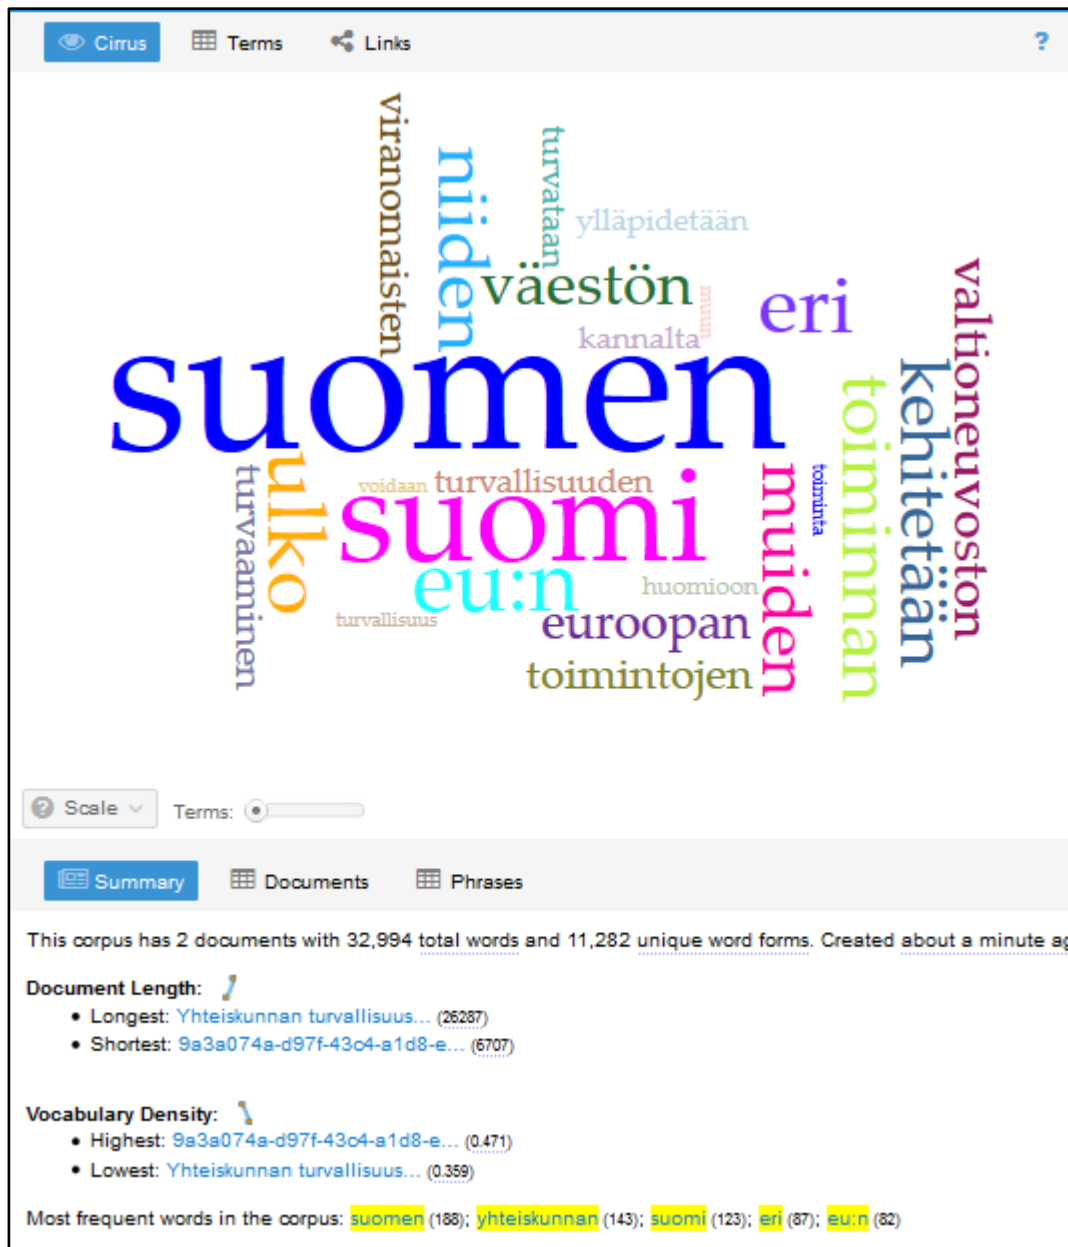 Cirrus Terms Links ?
viranomaisten
niiden
turvataan
ylläpidetään
väestön
muun
kannalta
eri
valtioneuvoston
kehitetään
toiminnan
suomen
turvaaminen
ulko
voidaan
turvallisuuden
suomi
muiden
toiminta
eu:n
huomioon
turvallisuus
euroopan
toimintojen
? Scale Terms:
Summary Documents Phrases
This corpus has 2 documents with 32,994 total words and 11,282 unique word forms. Created about a minute ag
Document Length:
• Longest: Yhteiskunnan turvallisuus... (26287)
• Shortest: 9a3a074a-d97f-43c4-a1d8-e... (6707)
Vocabulary Density:
• Highest: 9a3a074a-d97f-43c4-a1d8-e... (0.471)
• Lowest: Yhteiskunnan turvallisuus... (0.359)
Most frequent words in the corpus: suomen (188); yhteiskunnan (143); suomi (123); eri (87); eu:n (82)